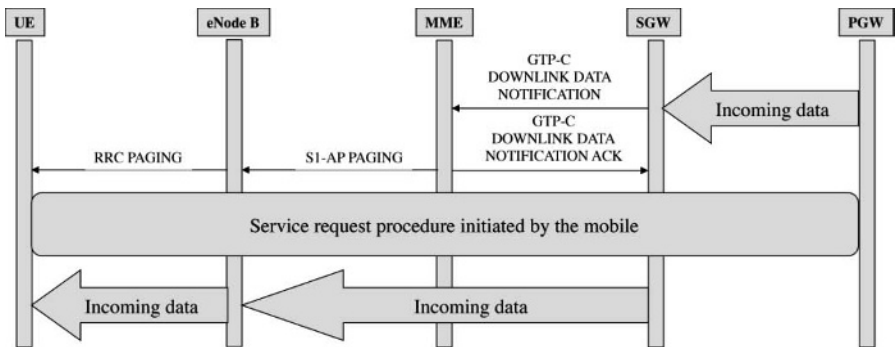 UE
eNode B
MME
SGW
PGW
GTP-C
DOWNLINK DATA
NOTIFICATION
Incoming data
GTP-C
DOWNLINK DATA
NOTIFICATION ACK
RRC PAGING
S1-AP PAGING
Service request procedure initiated by the mobile
Incoming data
Incoming data